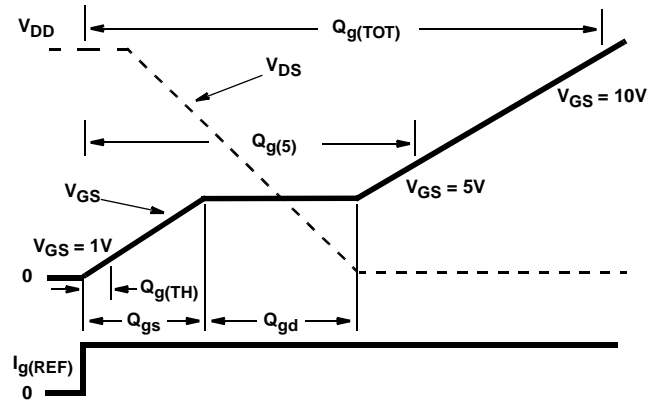 V_DD
Q_g(TOT)
V_DS
V_GS = 10V
Q_g(5)
V_GS
V_GS = 5V
V_GS = 1V
0
Q_g(TH)
Q_gs
Q_gd
I_g(REF)
0